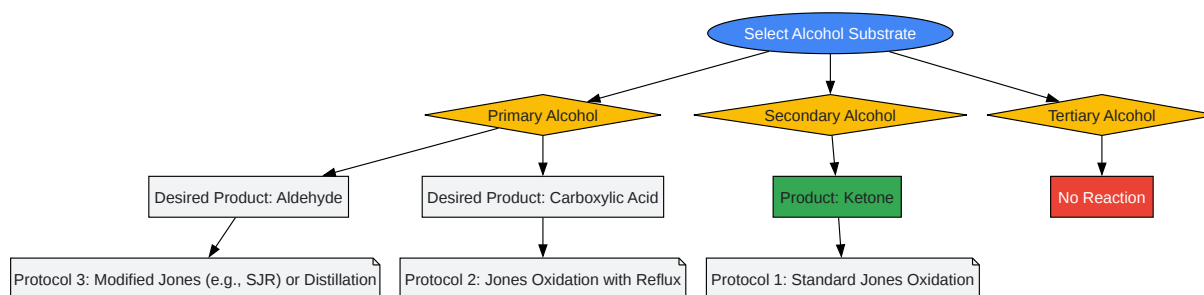 Select Alcohol Substrate
Primary Alcohol
Secondary Alcohol
Tertiary Alcohol
Desired Product: Aldehyde
Desired Product: Carboxylic Acid
Product: Ketone
No Reaction
Protocol 3: Modified Jones (e.g., SJR) or Distillation
Protocol 2: Jones Oxidation with Reflux
Protocol 1: Standard Jones Oxidation